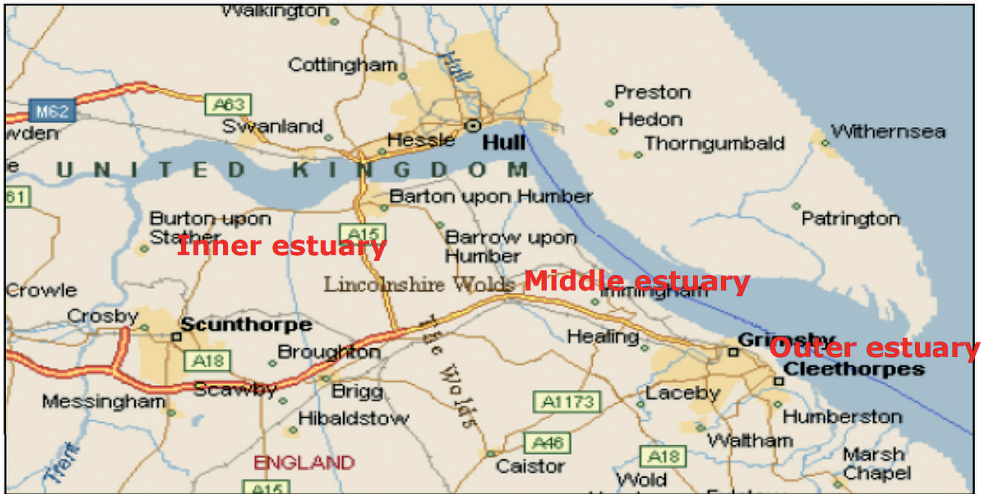 Walkington
Cottingham
Hull
Preston
M62
A63
Hedon
Swanland
Withernsea
wden
Hessle
Hull
Thorngumbald
e
UNITED KINGDOM
61
Barton upon Humber
Burton upon
Stather
Patrington
A15
Barrow upon
Humber
Inner estuary
Lincolnshire Wolds
Middle estuary
Crowle
Immingham
Crosby
Scunthorpe
Healing
Grimsby
Outer estuary
The Wolds
A18
Broughton
Cleethorpes
Scawby
Brigg
Laceby
Messingham
A1173
Hibaldstow
Humberston
Waltham
A46
Trent
ENGLAND
Caistor
A18
Marsh
Chapel
Wold
A15